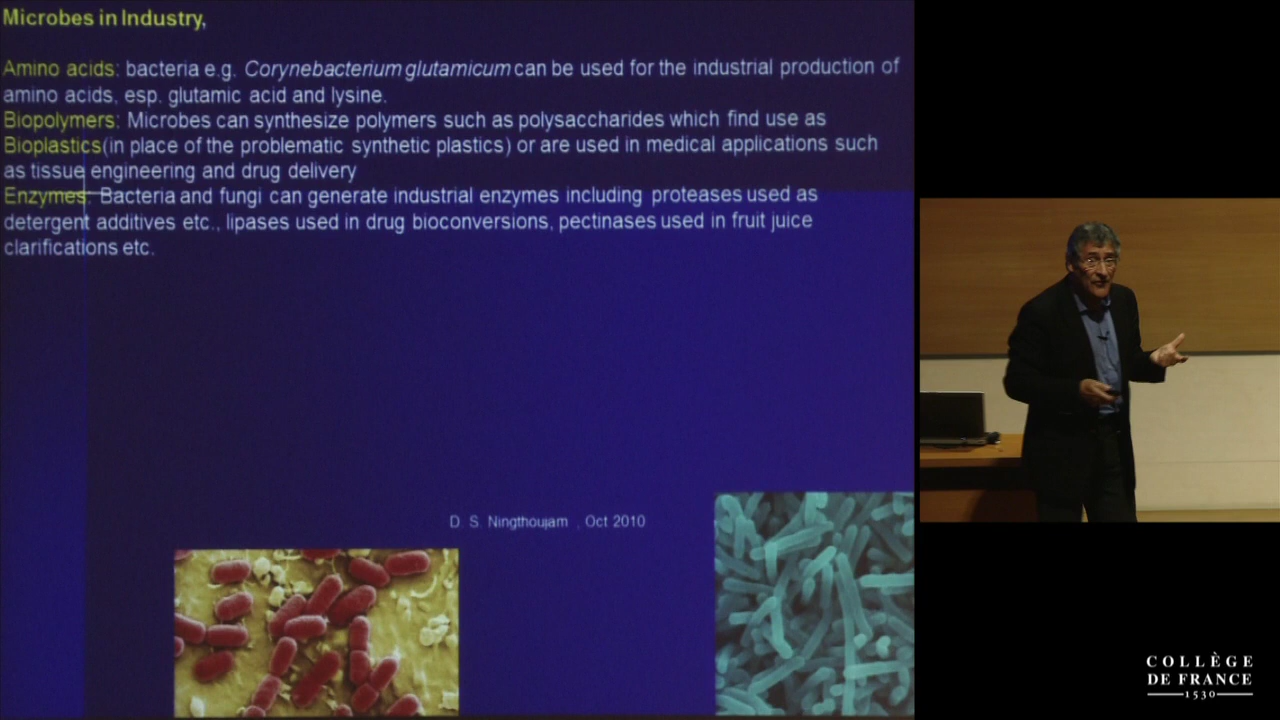 Microbes in Industry,
Amino acids: bacteria e.g. Corynebacterium glutamicum can be used for the industrial production of
amino acids, esp. glutamic acid and lysine.
Biopolymers: Microbes can synthesize polymers such as polysaccharides which find use as
Bioplastics(in place of the problematic synthetic plastics) or are used in medical applications such
as tissue engineering and drug delivery
Enzymes: Bacteria and fungi can generate industrial enzymes including proteases used as
detergent additives etc., lipases used in drug bioconversions, pectinases used in fruit juice
clarifications etc.
D. S. Ningthoujam , Oct 2010
COLLÈGE
DE FRANCE
1530